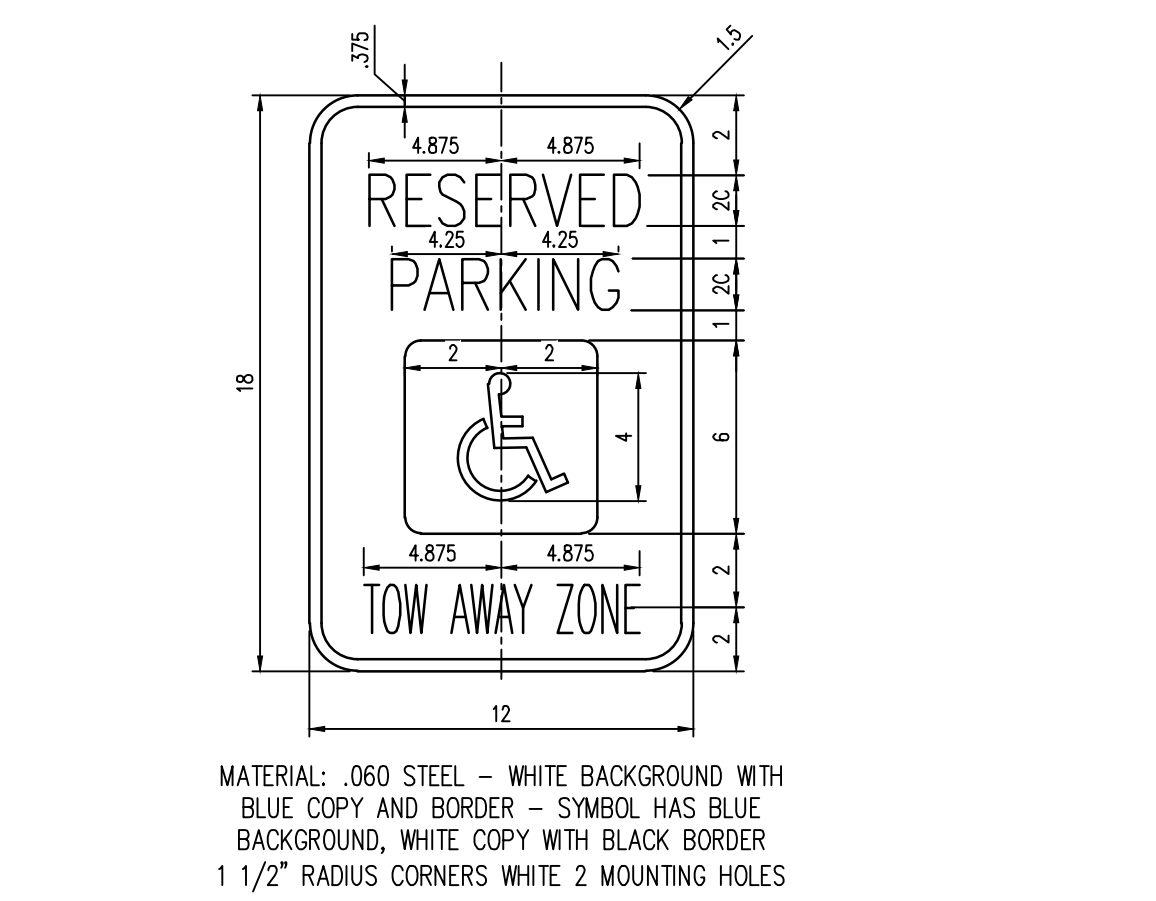 .375
1.5
4.875 4.875
2
RESERVED
2C
4.25 4.25
1
PARKING
2C
1
2 2
18
4
6
4.875 4.875
2
TOW AWAY ZONE
2
12
MATERIAL: .060 STEEL – WHITE BACKGROUND WITH
BLUE COPY AND BORDER – SYMBOL HAS BLUE
BACKGROUND, WHITE COPY WITH BLACK BORDER
1 1/2” RADIUS CORNERS WHITE 2 MOUNTING HOLES